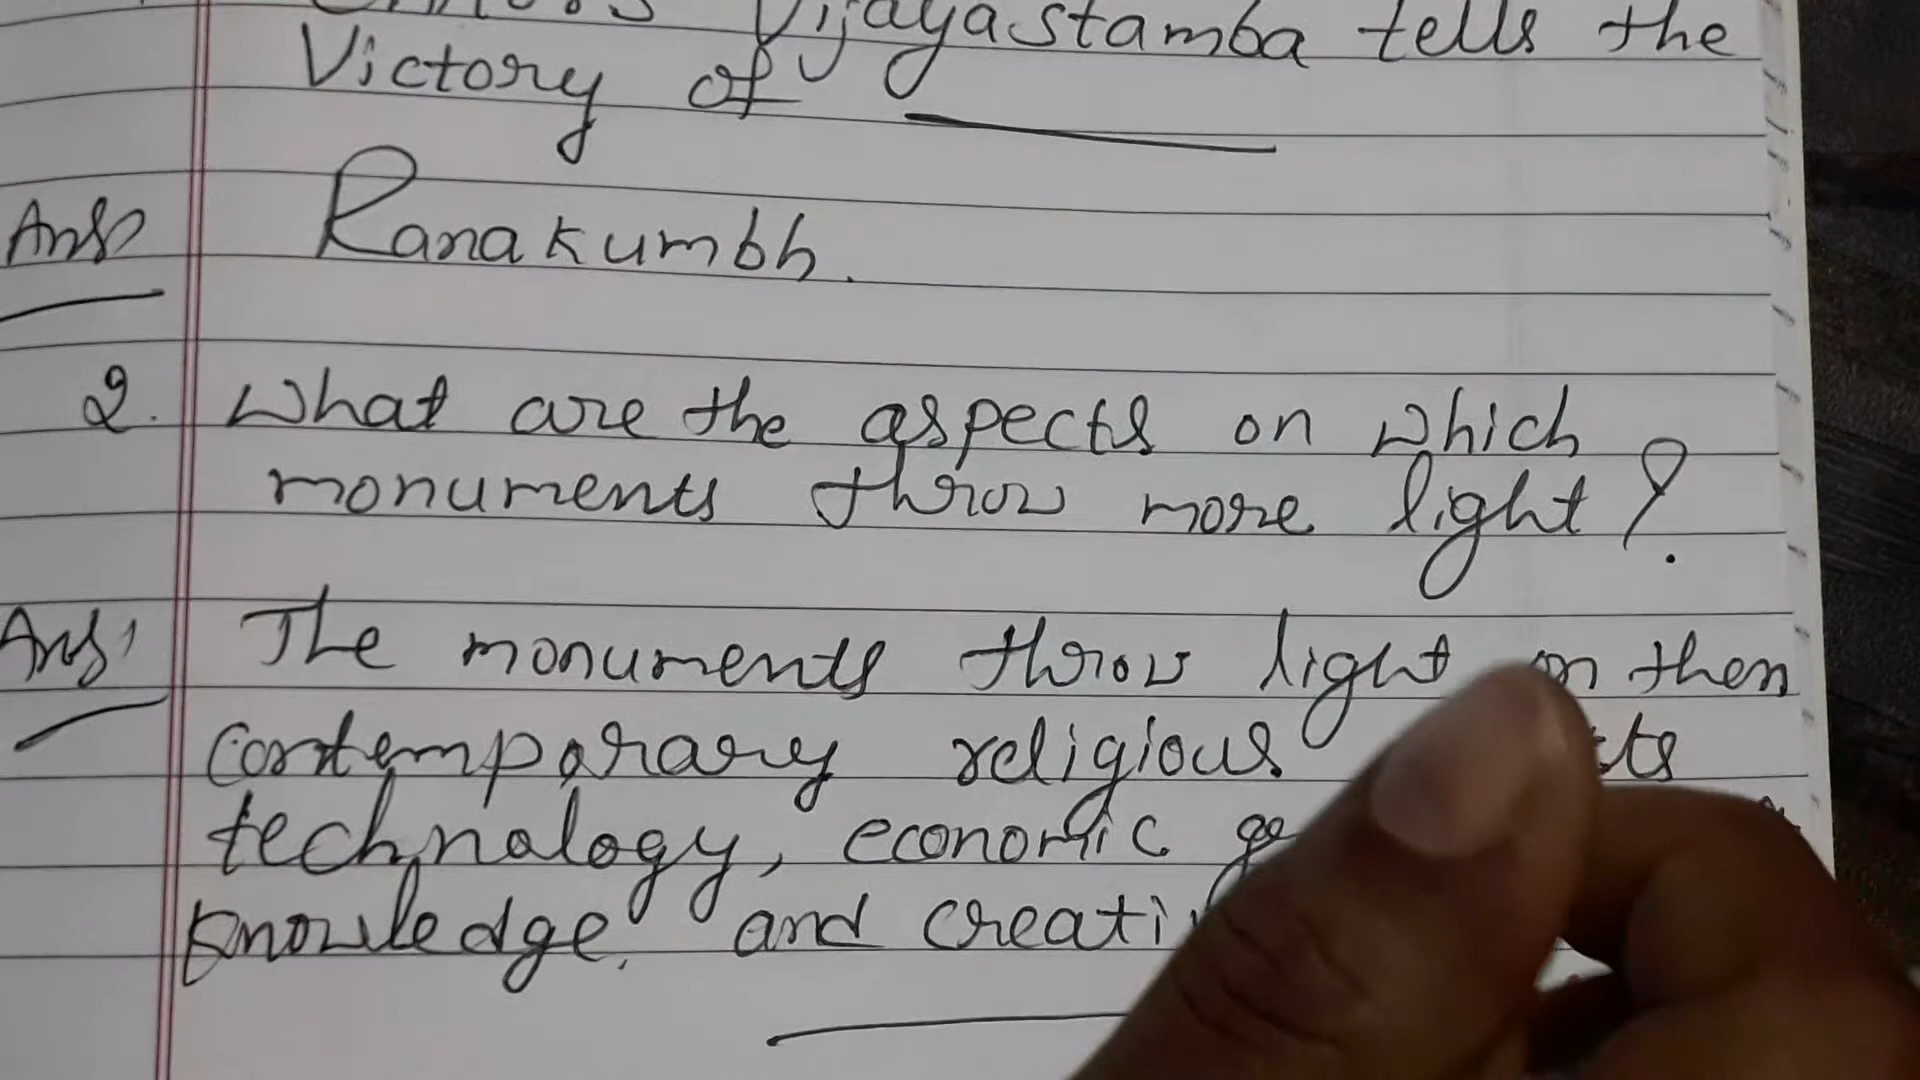 Vijayastamba tells the
Victory of
Ans Ranakumbh.
2. What are the aspects on which
monuments throw more light?
Ans The monuments throw light on then
contemporary religious
technology, economic
knowledge, and